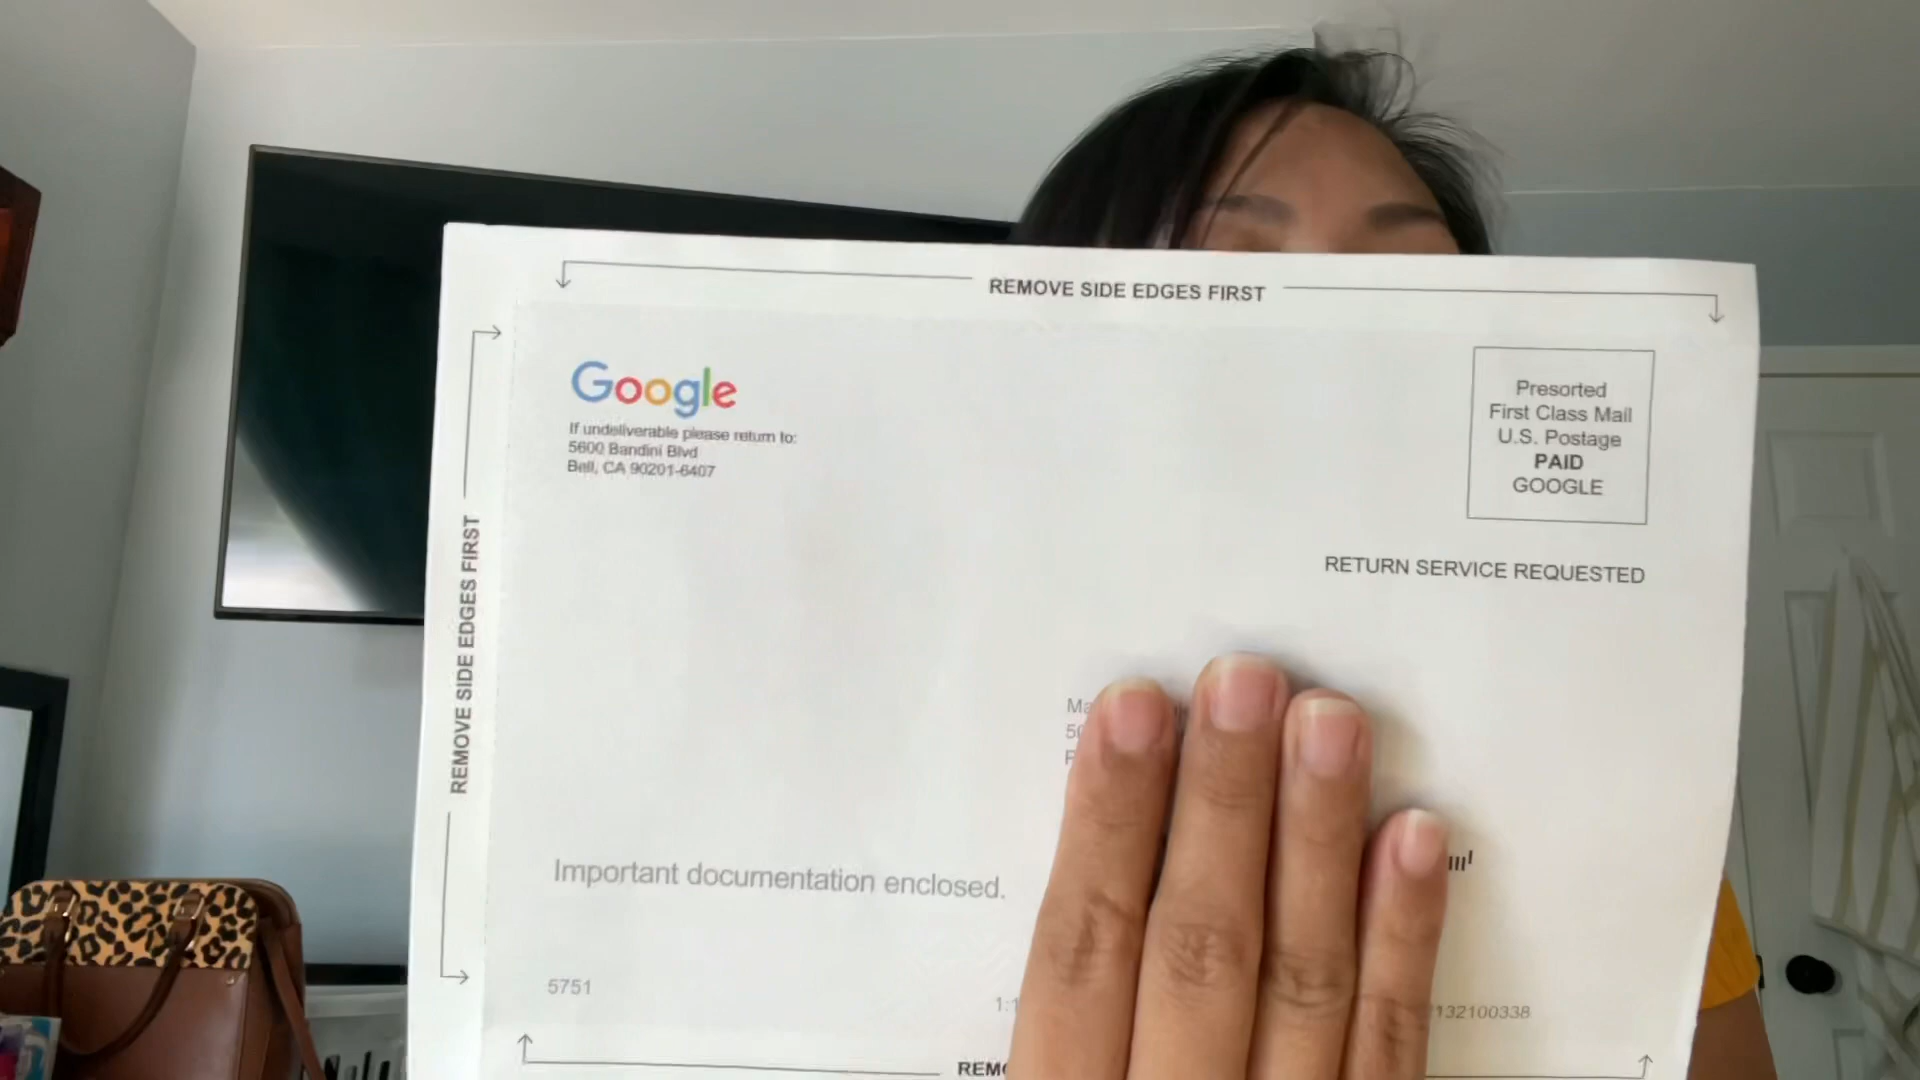 REMOVE SIDE EDGES FIRST
Google
If undeliverable please return to:
5600 Bandini Blvd
Bell, CA 90201-6407
Presorted
First Class Mail
U.S. Postage
PAID
GOOGLE
RETURN SERVICE REQUESTED
REMOVE SIDE EDGES FIRST
Important documentation enclosed.
5751
132100338